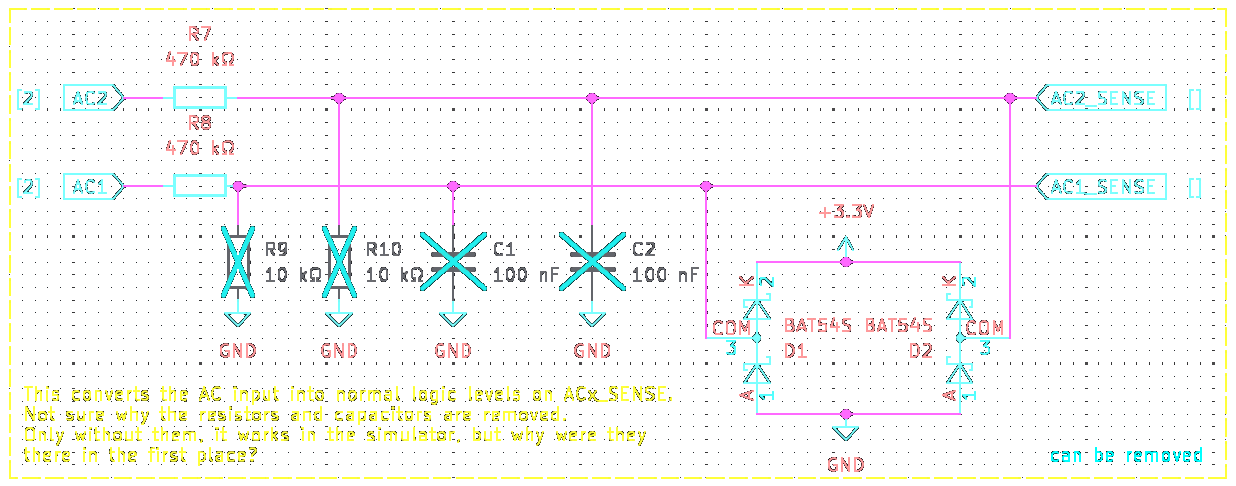 R7
470 kΩ
[2] AC2 AC2_SENSE []
R8
470 kΩ
[2] AC1 AC1_SENSE []
+3.3V
R9 R10 C1 C2
10 kΩ 10 kΩ 100 nF 100 nF
K 2 K 2
COM BAT54S BAT54S COM
3 D1 D2 3
GND GND GND GND
A 1 A 1
This converts the AC input into normal logic levels on ACx_SENSE.
Not sure why the resistors and capacitors are removed.
Only without them, it works in the simulator, but why were they
there in the first place?
GND
can be removed